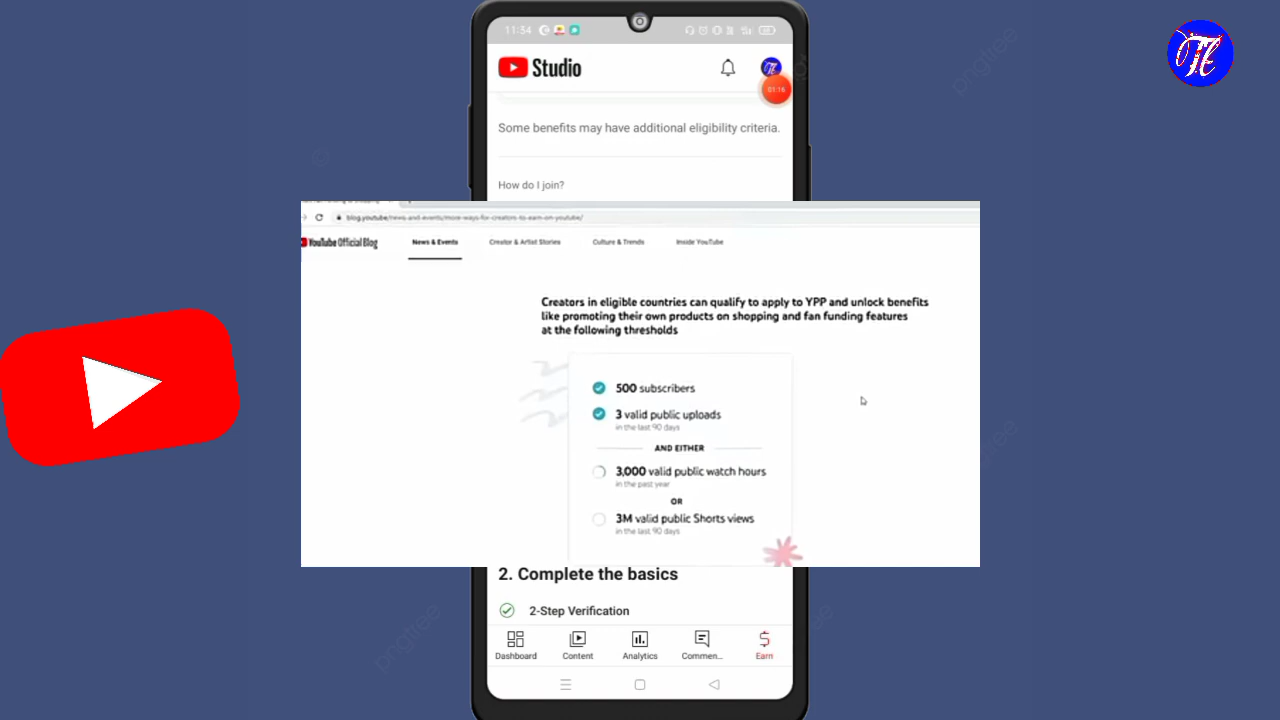 11:34
Studio
01:16
Some benefits may have additional eligibility criteria.
How do I join?
blog.youtube/news-and-events/more-ways-for-creators-to-earn-on-youtube/
YouTube Official Blog
News & Events
Creator & Artist Stories
Culture & Trends
Inside YouTube
Creators in eligible countries can qualify to apply to YPP and unlock benefits
like promoting their own products on shopping and fan funding features
at the following thresholds
500 subscribers
3 valid public uploads
in the last 90 days
AND EITHER
3,000 valid public watch hours
in the past year
OR
3M valid public Shorts views
in the last 90 days
2. Complete the basics
2-Step Verification
Dashboard
Content
Analytics
Commen...
Earn
pngtree
pngtree
pngtree
pngtree